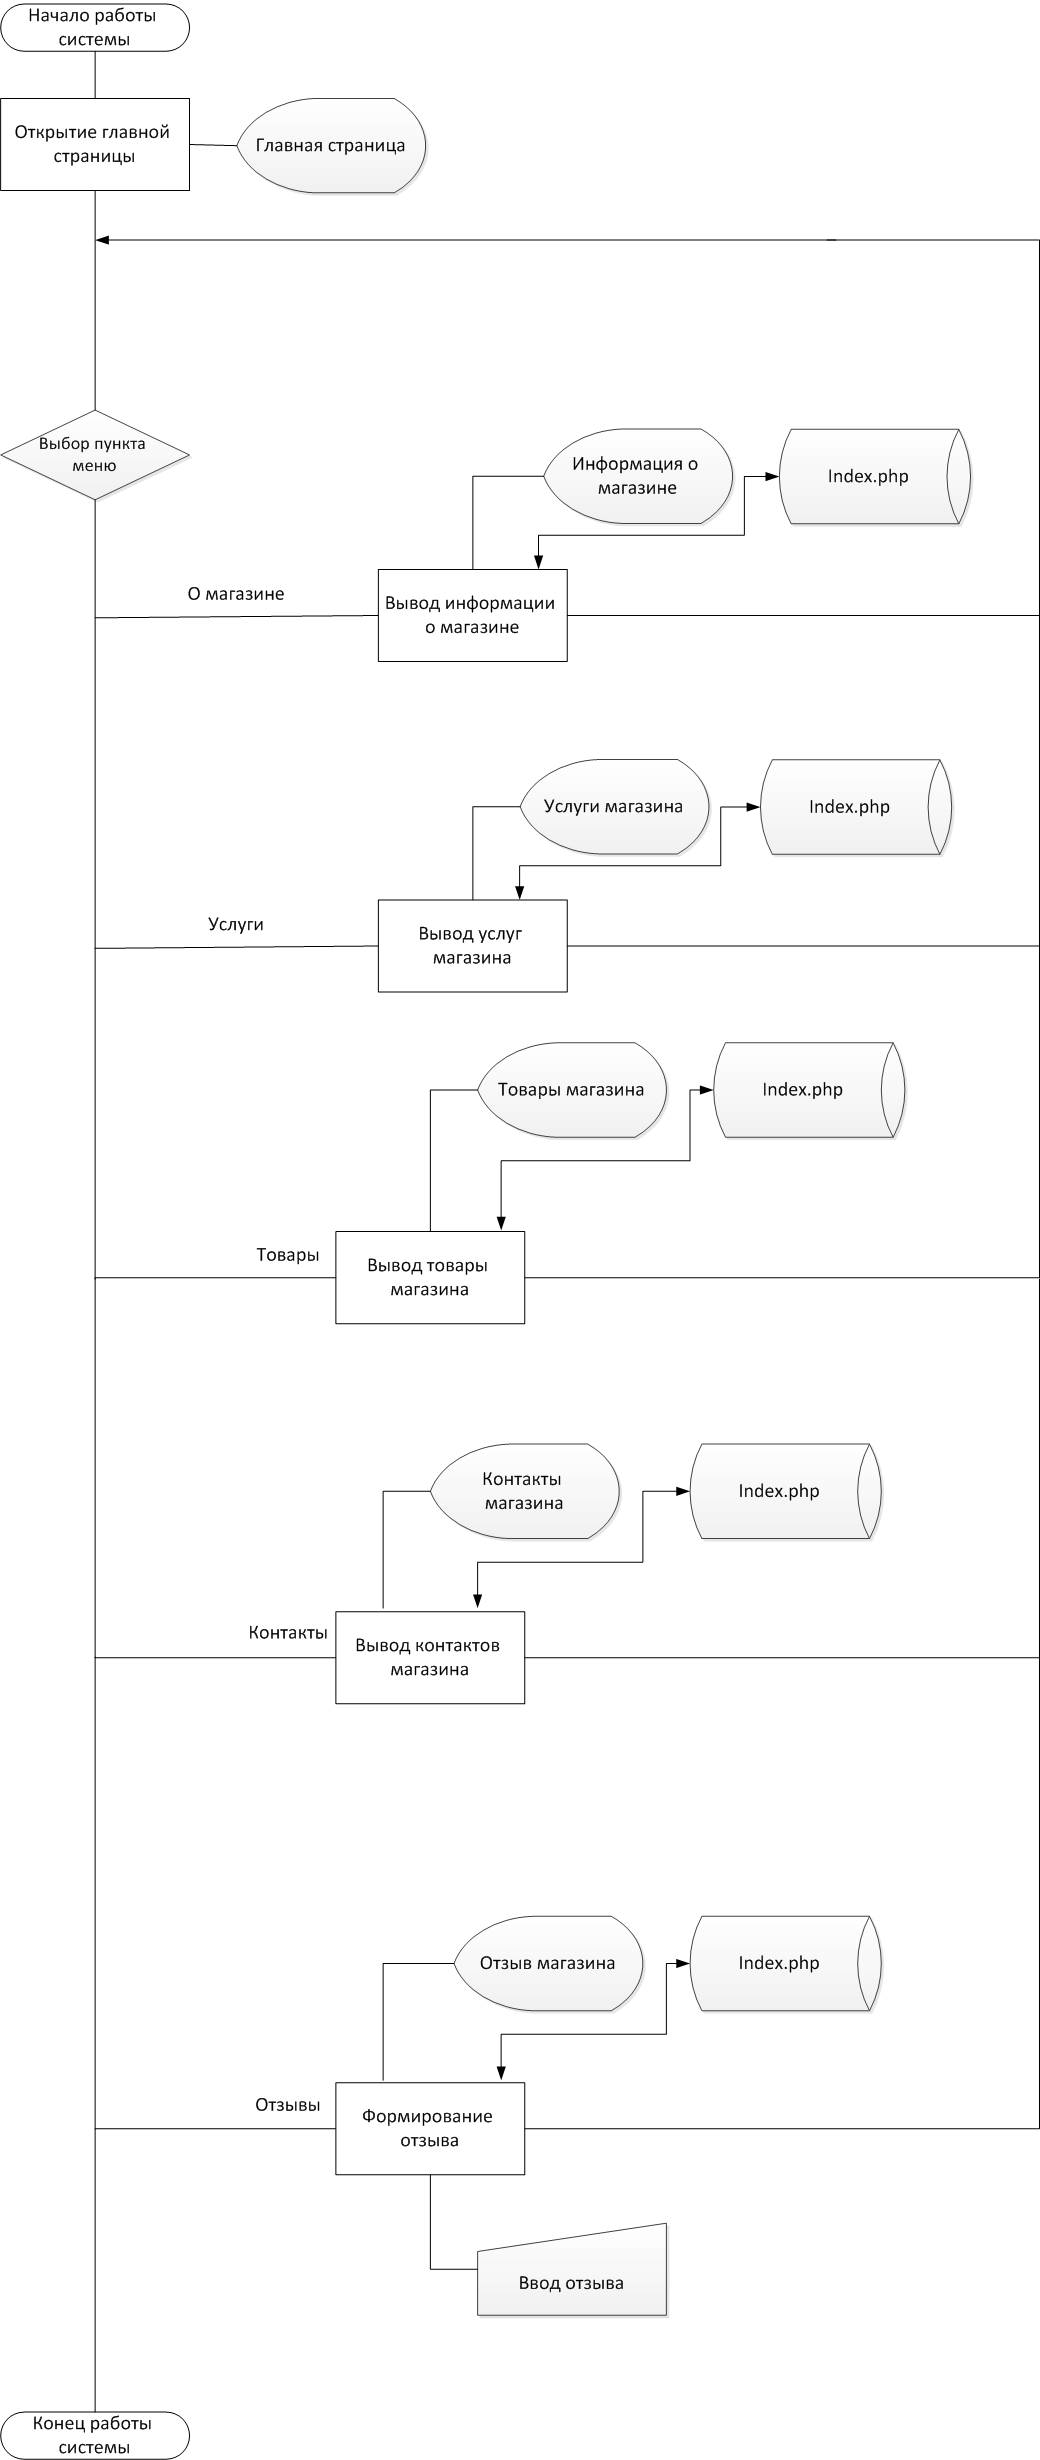 Начало работы
системы
Открытие главной
страницы
Главная страница
Выбор пункта
меню
Информация о
магазине
Index.php
О магазине
Вывод информации
о магазине
Услуги магазина
Index.php
Услуги
Вывод услуг
магазина
Товары магазина
Index.php
Товары
Вывод товары
магазина
Контакты
магазина
Index.php
Контакты
Вывод контактов
магазина
Отзыв магазина
Index.php
Отзывы
Формирование
отзыва
Ввод отзыва
Конец работы
системы